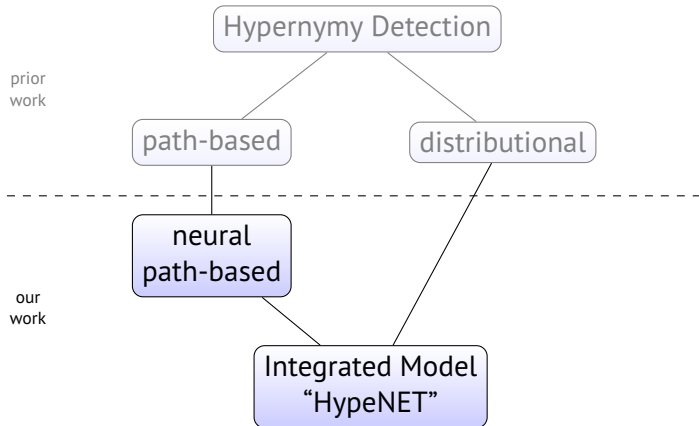 Hypernymy Detection
prior
work
path-based
distributional
neural
path-based
our
work
Integrated Model
“HypeNET”